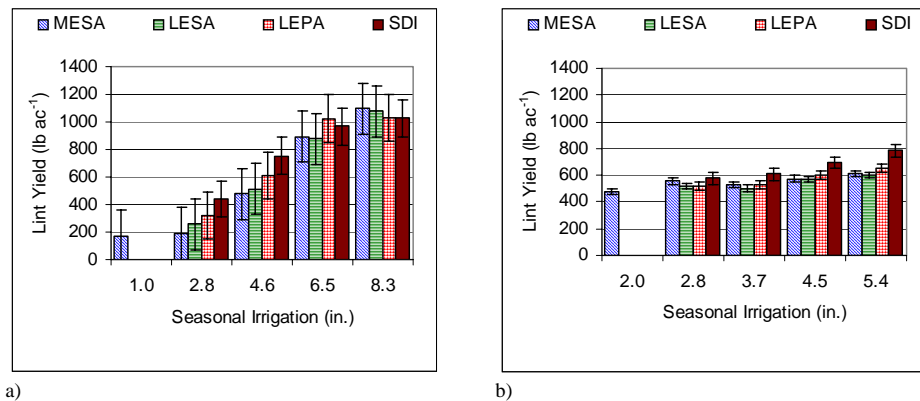 MESA LESA LEPA SDI
1400
1200
1000
800
600
400
200
0
Lint Yield (lb ac-1)
1.0 2.8 4.6 6.5 8.3
Seasonal Irrigation (in.)
a)
MESA LESA LEPA SDI
1400
1200
1000
800
600
400
200
0
Lint Yield (lb ac-1)
2.0 2.8 3.7 4.5 5.4
Seasonal Irrigation (in.)
b)